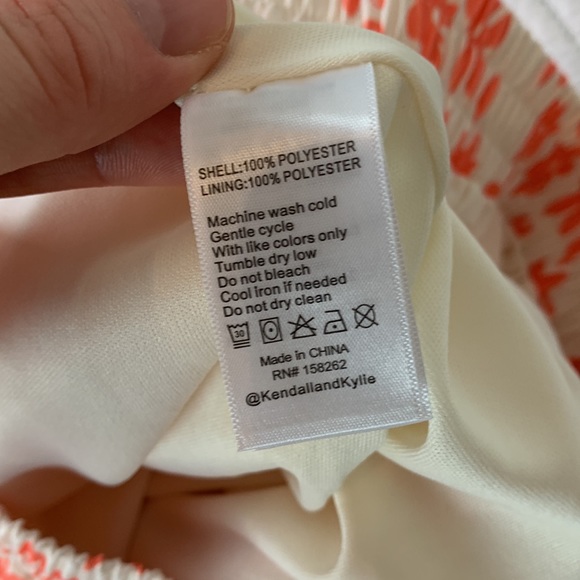 SHELL:100% POLYESTER
LINING:100% POLYESTER
Machine wash cold
Gentle cycle
With like colors only
Tumble dry low
Do not bleach
Cool iron if needed
Do not dry clean
30
Made in CHINA
RN# 158262
@KendallandKylie